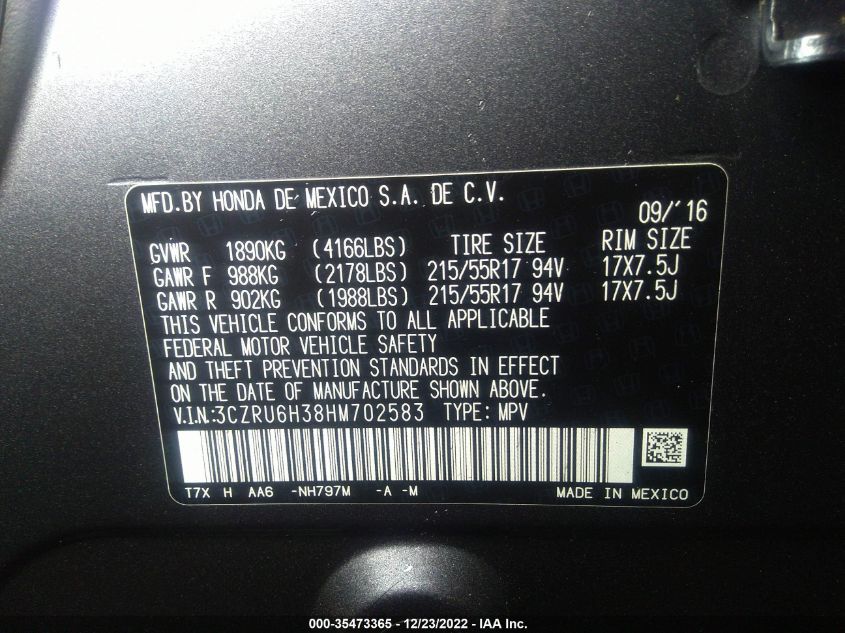 MFD.BY HONDA DE MEXICO S.A. DE C.V.
09/'16
GVWR 1890KG (4166LBS) TIRE SIZE RIM SIZE
GAWR F 988KG (2178LBS) 215/55R17 94V 17X7.5J
GAWR R 902KG (1988LBS) 215/55R17 94V 17X7.5J
THIS VEHICLE CONFORMS TO ALL APPLICABLE
FEDERAL MOTOR VEHICLE SAFETY
AND THEFT PREVENTION STANDARDS IN EFFECT
ON THE DATE OF MANUFACTURE SHOWN ABOVE.
V.I.N.:3CZRU6H38HM702583 TYPE: MPV
T7X H AA6 -NH797M -A -M MADE IN MEXICO
000-35473365 - 12/23/2022 - IAA Inc.